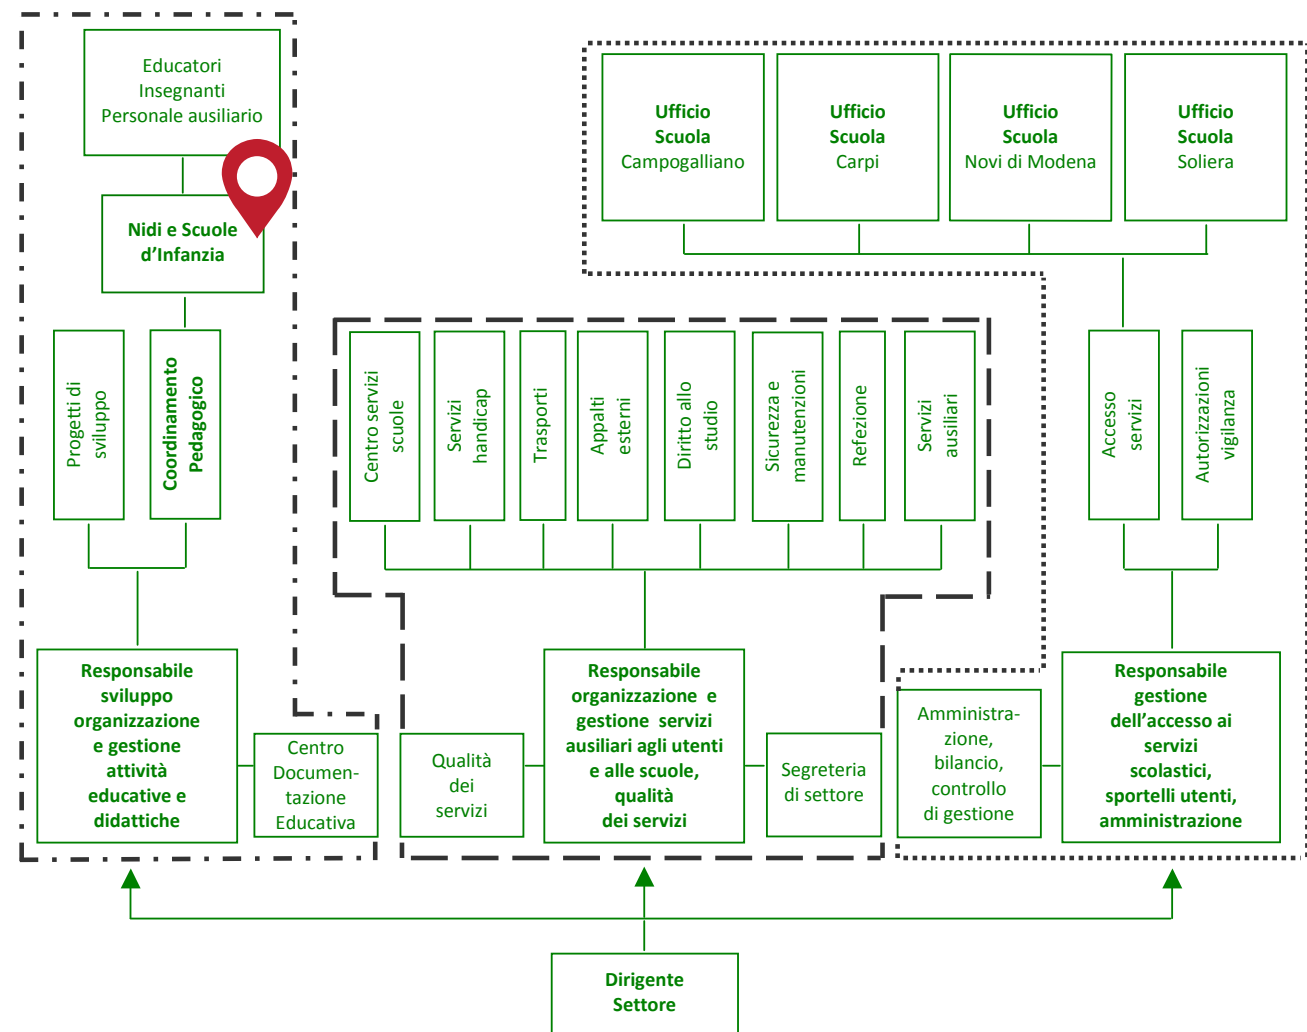 Educatori
Insegnanti
Personale ausiliario
Nidi e Scuole
d’Infanzia
Progetti di
sviluppo
Coordinamento
Pedagogico
Responsabile
sviluppo
organizzazione
e gestione
attività
educative e
didattiche
Centro
Documen-
tazione
Educativa
Centro servizi
scuole
Servizi
handicap
Trasporti
Appalti
esterni
Diritto allo
studio
Sicurezza e
manutenzioni
Refezione
Servizi
ausiliari
Qualità
dei
servizi
Responsabile
organizzazione e
gestione servizi
ausiliari agli utenti
e alle scuole,
qualità
dei servizi
Segreteria
di settore
Ufficio
Scuola
Campogalliano
Ufficio
Scuola
Carpi
Ufficio
Scuola
Novi di Modena
Ufficio
Scuola
Soliera
Accesso
servizi
Autorizzazioni
vigilanza
Amministra-
zione,
bilancio,
controllo
di gestione
Responsabile
gestione
dell’accesso ai
servizi
scolastici,
sportelli utenti,
amministrazione
Dirigente
Settore